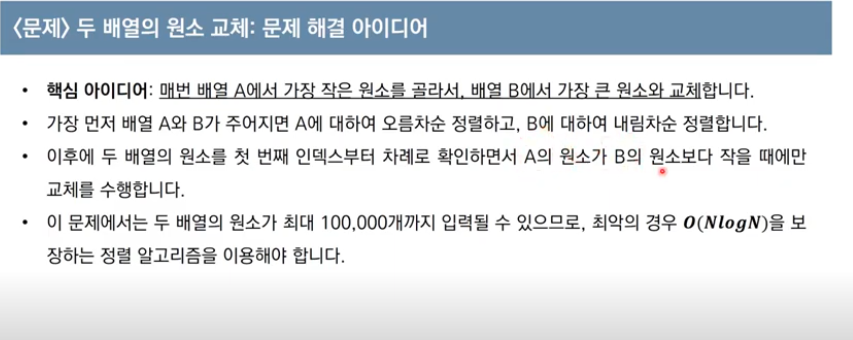 <문제> 두 배열의 원소 교체: 문제 해결 아이디어
• 핵심 아이디어: 매번 배열 A에서 가장 작은 원소를 골라서, 배열 B에서 가장 큰 원소와 교체합니다.
• 가장 먼저 배열 A와 B가 주어지면 A에 대하여 오름차순 정렬하고, B에 대하여 내림차순 정렬합니다.
• 이후에 두 배열의 원소를 첫 번째 인덱스부터 차례로 확인하면서 A의 원소가 B의 원소보다 작을 때에만
교체를 수행합니다.
• 이 문제에서는 두 배열의 원소가 최대 100,000개까지 입력될 수 있으므로, 최악의 경우 O(NlogN)을 보
장하는 정렬 알고리즘을 이용해야 합니다.